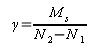 γ = M_s / (N_2 − N_1)